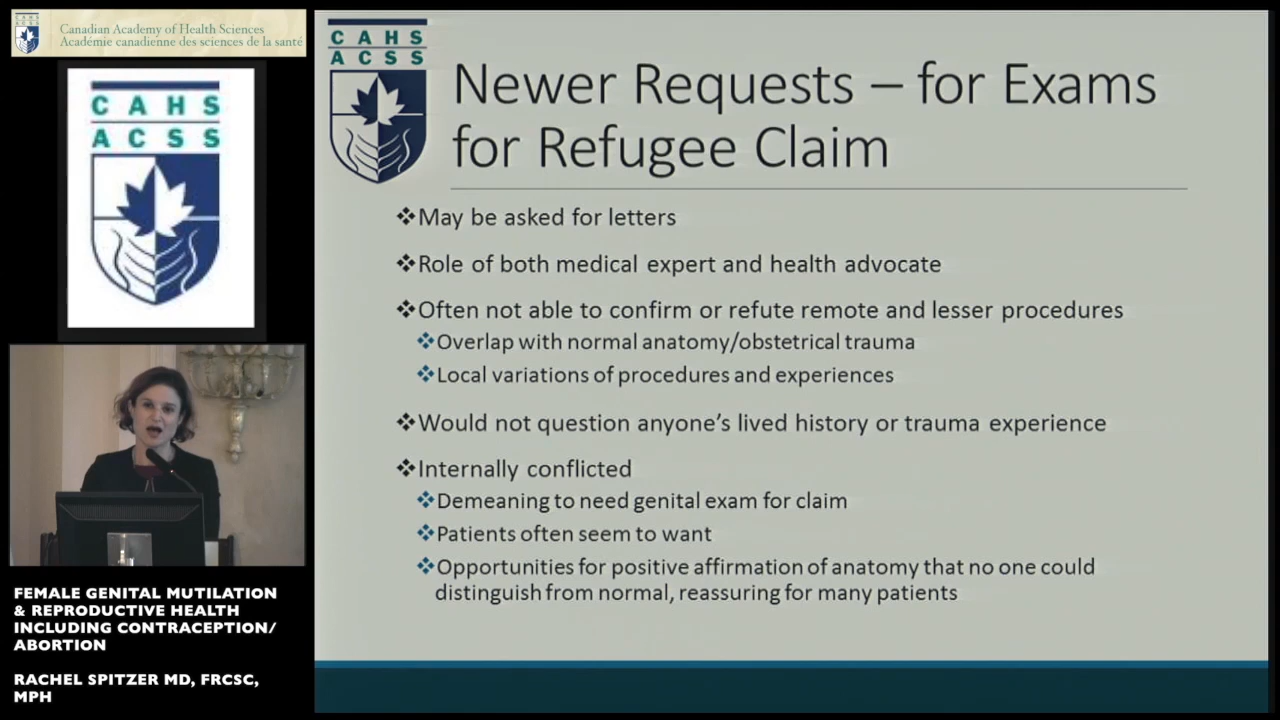 CAHS
ACSS
Canadian Academy of Health Sciences
Académie canadienne des sciences de la santé
C A H S
A C S S
FEMALE GENITAL MUTILATION
& REPRODUCTIVE HEALTH
INCLUDING CONTRACEPTION/
ABORTION
RACHEL SPITZER MD, FRCSC,
MPH
C A H S
A C S S
Newer Requests – for Exams
for Refugee Claim
❖May be asked for letters
❖Role of both medical expert and health advocate
❖Often not able to confirm or refute remote and lesser procedures
❖Overlap with normal anatomy/obstetrical trauma
❖Local variations of procedures and experiences
❖Would not question anyone’s lived history or trauma experience
❖Internally conflicted
❖Demeaning to need genital exam for claim
❖Patients often seem to want
❖Opportunities for positive affirmation of anatomy that no one could
distinguish from normal, reassuring for many patients